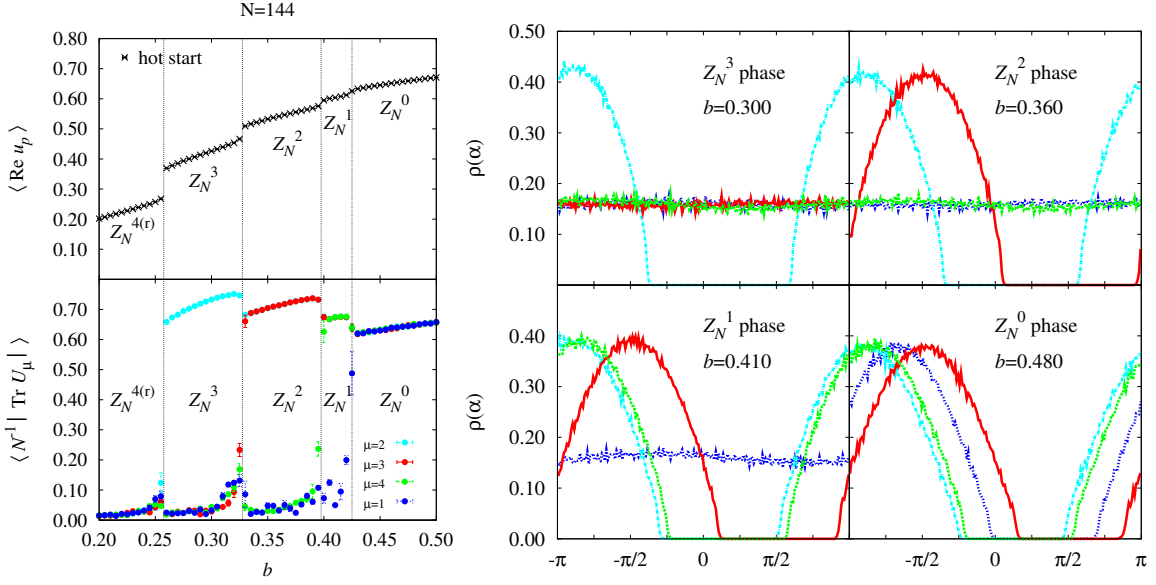 N=144
0.80
0.70
0.60
0.50
0.40
0.30
0.20
0.10
⟨ Re u_p ⟩
hot start
Z_N^4(r)
Z_N^3
Z_N^2
Z_N^1
Z_N^0
0.70
0.60
0.50
0.40
0.30
0.20
0.10
0.00
⟨ N^-1 | Tr U_μ | ⟩
Z_N^4(r)
Z_N^3
Z_N^2
Z_N^1
Z_N^0
μ=2
μ=3
μ=4
μ=1
0.20
0.30
0.40
0.50
b
0.50
0.40
0.30
0.20
0.10
ρ(α)
Z_N^3 phase
b=0.300
Z_N^2 phase
b=0.360
0.40
0.30
0.20
0.10
0.00
ρ(α)
Z_N^1 phase
b=0.410
Z_N^0 phase
b=0.480
-π
-π/2
0
π/2
-π/2
0
π/2
π